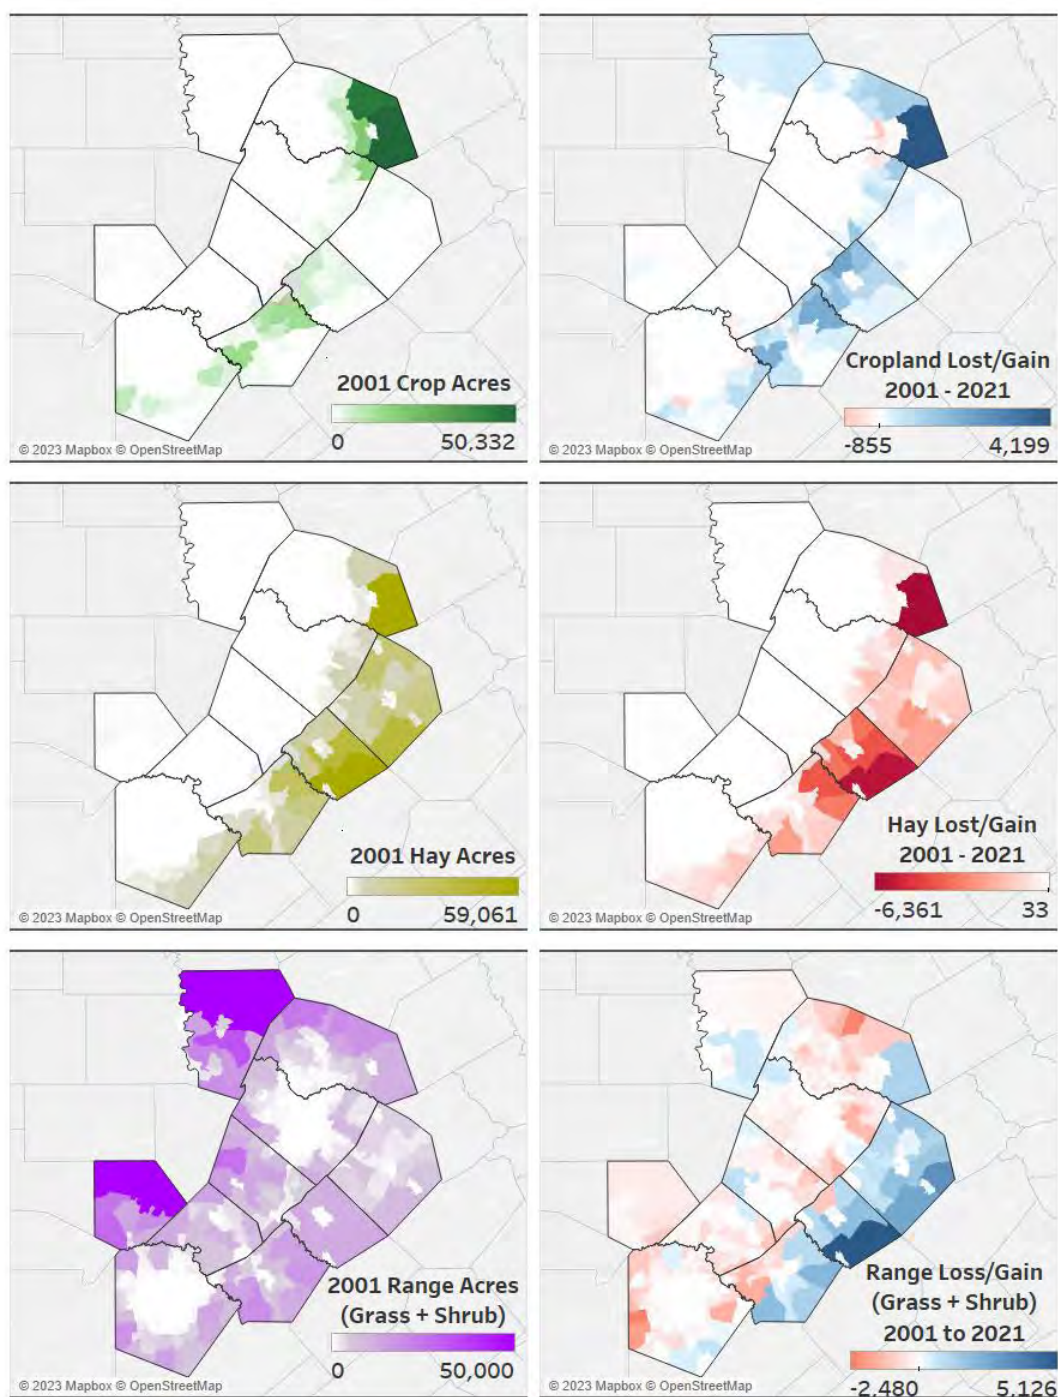 2001 Crop Acres
0 50,332
© 2023 Mapbox © OpenStreetMap
Cropland Lost/Gain
2001 - 2021
-855 4,199
© 2023 Mapbox © OpenStreetMap
2001 Hay Acres
0 59,061
© 2023 Mapbox © OpenStreetMap
Hay Lost/Gain
2001 - 2021
-6,361 33
© 2023 Mapbox © OpenStreetMap
2001 Range Acres
(Grass + Shrub)
0 50,000
© 2023 Mapbox © OpenStreetMap
Range Loss/Gain
(Grass + Shrub)
2001 to 2021
-2,480 5,126
© 2023 Mapbox © OpenStreetMap